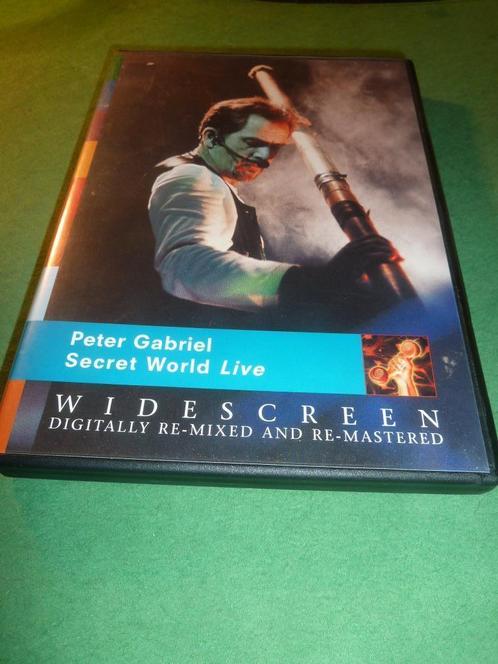 Peter Gabriel
Secret World Live
WIDESCREEN
DIGITALLY RE-MIXED AND RE-MASTERED